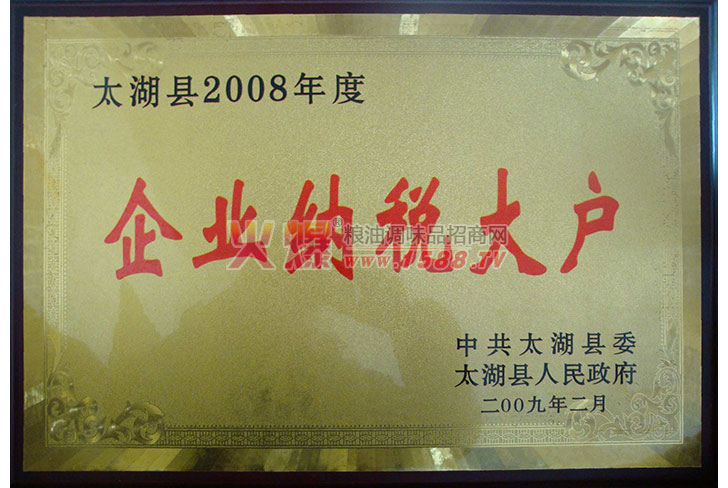 太湖县2008年度
企业纳税大户
火爆®粮油调味品招商网
www.1588.TV
中共太湖县委
太湖县人民政府
二00九年二月